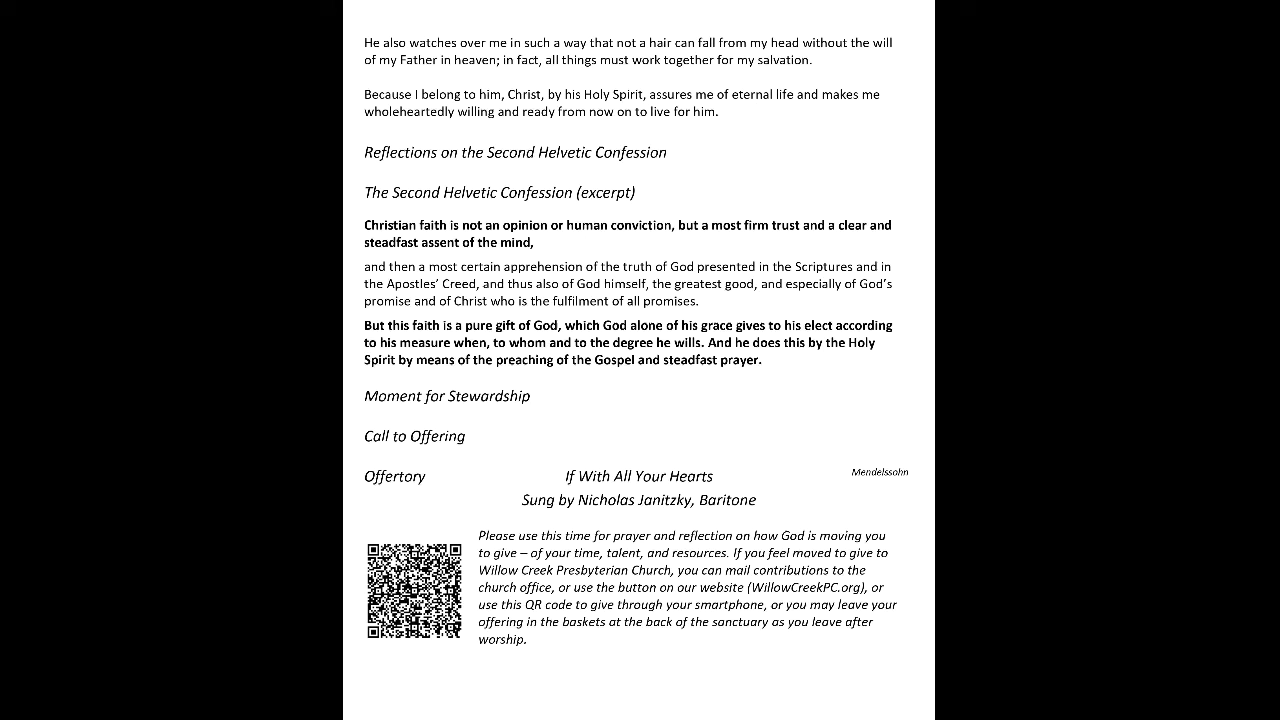 He also watches over me in such a way that not a hair can fall from my head without the will
of my Father in heaven; in fact, all things must work together for my salvation.
Because I belong to him, Christ, by his Holy Spirit, assures me of eternal life and makes me
wholeheartedly willing and ready from now on to live for him.
Reflections on the Second Helvetic Confession
The Second Helvetic Confession (excerpt)
Christian faith is not an opinion or human conviction, but a most firm trust and a clear and
steadfast assent of the mind,
and then a most certain apprehension of the truth of God presented in the Scriptures and in
the Apostles’ Creed, and thus also of God himself, the greatest good, and especially of God’s
promise and of Christ who is the fulfilment of all promises.
But this faith is a pure gift of God, which God alone of his grace gives to his elect according
to his measure when, to whom and to the degree he wills. And he does this by the Holy
Spirit by means of the preaching of the Gospel and steadfast prayer.
Moment for Stewardship
Call to Offering
Offertory If With All Your Hearts Mendelssohn
Sung by Nicholas Janitzky, Baritone
Please use this time for prayer and reflection on how God is moving you
to give – of your time, talent, and resources. If you feel moved to give to
Willow Creek Presbyterian Church, you can mail contributions to the
church office, or use the button on our website (WillowCreekPC.org), or
use this QR code to give through your smartphone, or you may leave your
offering in the baskets at the back of the sanctuary as you leave after
worship.